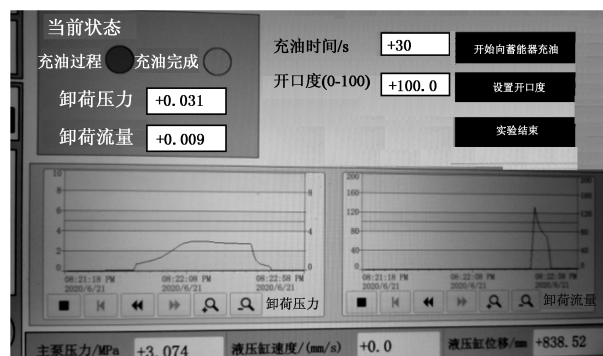 当前状态
充油过程 充油完成
卸荷压力 +0.031
卸荷流量 +0.009
充油时间/s +30 开始向蓄能器充油
开口度(0-100) +100.0 设置开口度
实验结束
10
8
6
4
2
0
8
4
0
08:21:18 PM 08:22:08 PM 08:22:58 PM
2020/6/21 2020/6/21 2020/6/21
卸荷压力
200
160
120
80
40
0
08:21:18 PM 08:22:08 PM 08:22:58 PM
2020/6/21 2020/6/21 2020/6/21
卸荷流量
主泵压力/MPa +3.074 液压缸速度/(mm/s) +0.0 液压缸位移/mm +838.52